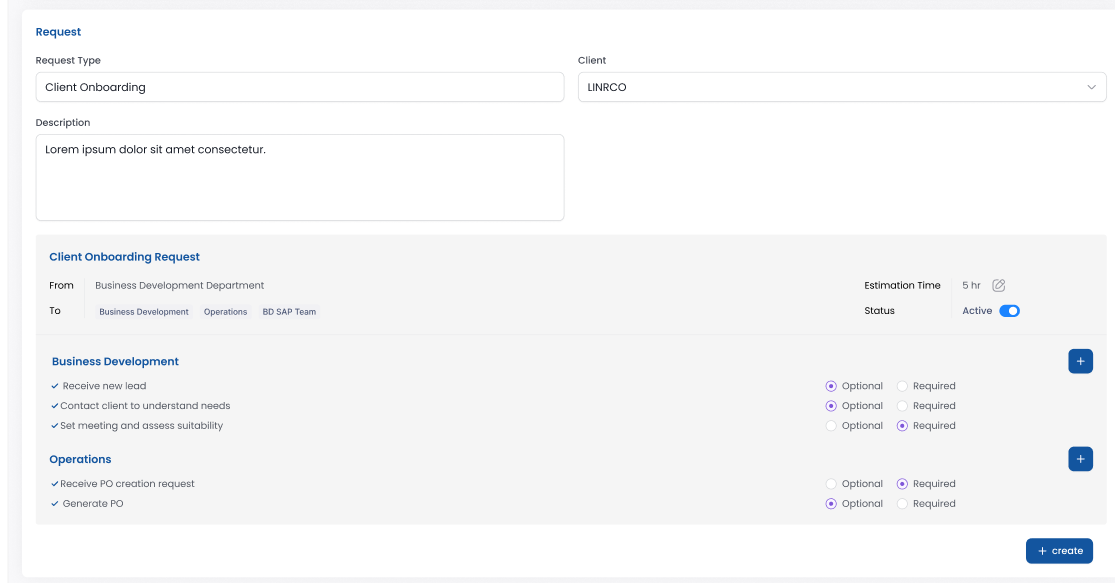 Request
Request Type
Client
Client Onboarding
LINRCO
Description
Lorem ipsum dolor sit amet consectetur.
Client Onboarding Request
From Business Development Department
Estimation Time 5 hr
To Business Development Operations BD SAP Team
Status Active
Business Development
+
Receive new lead
Optional Required
Contact client to understand needs
Optional Required
Set meeting and assess suitability
Optional Required
Operations
+
Receive PO creation request
Optional Required
Generate PO
Optional Required
+ create